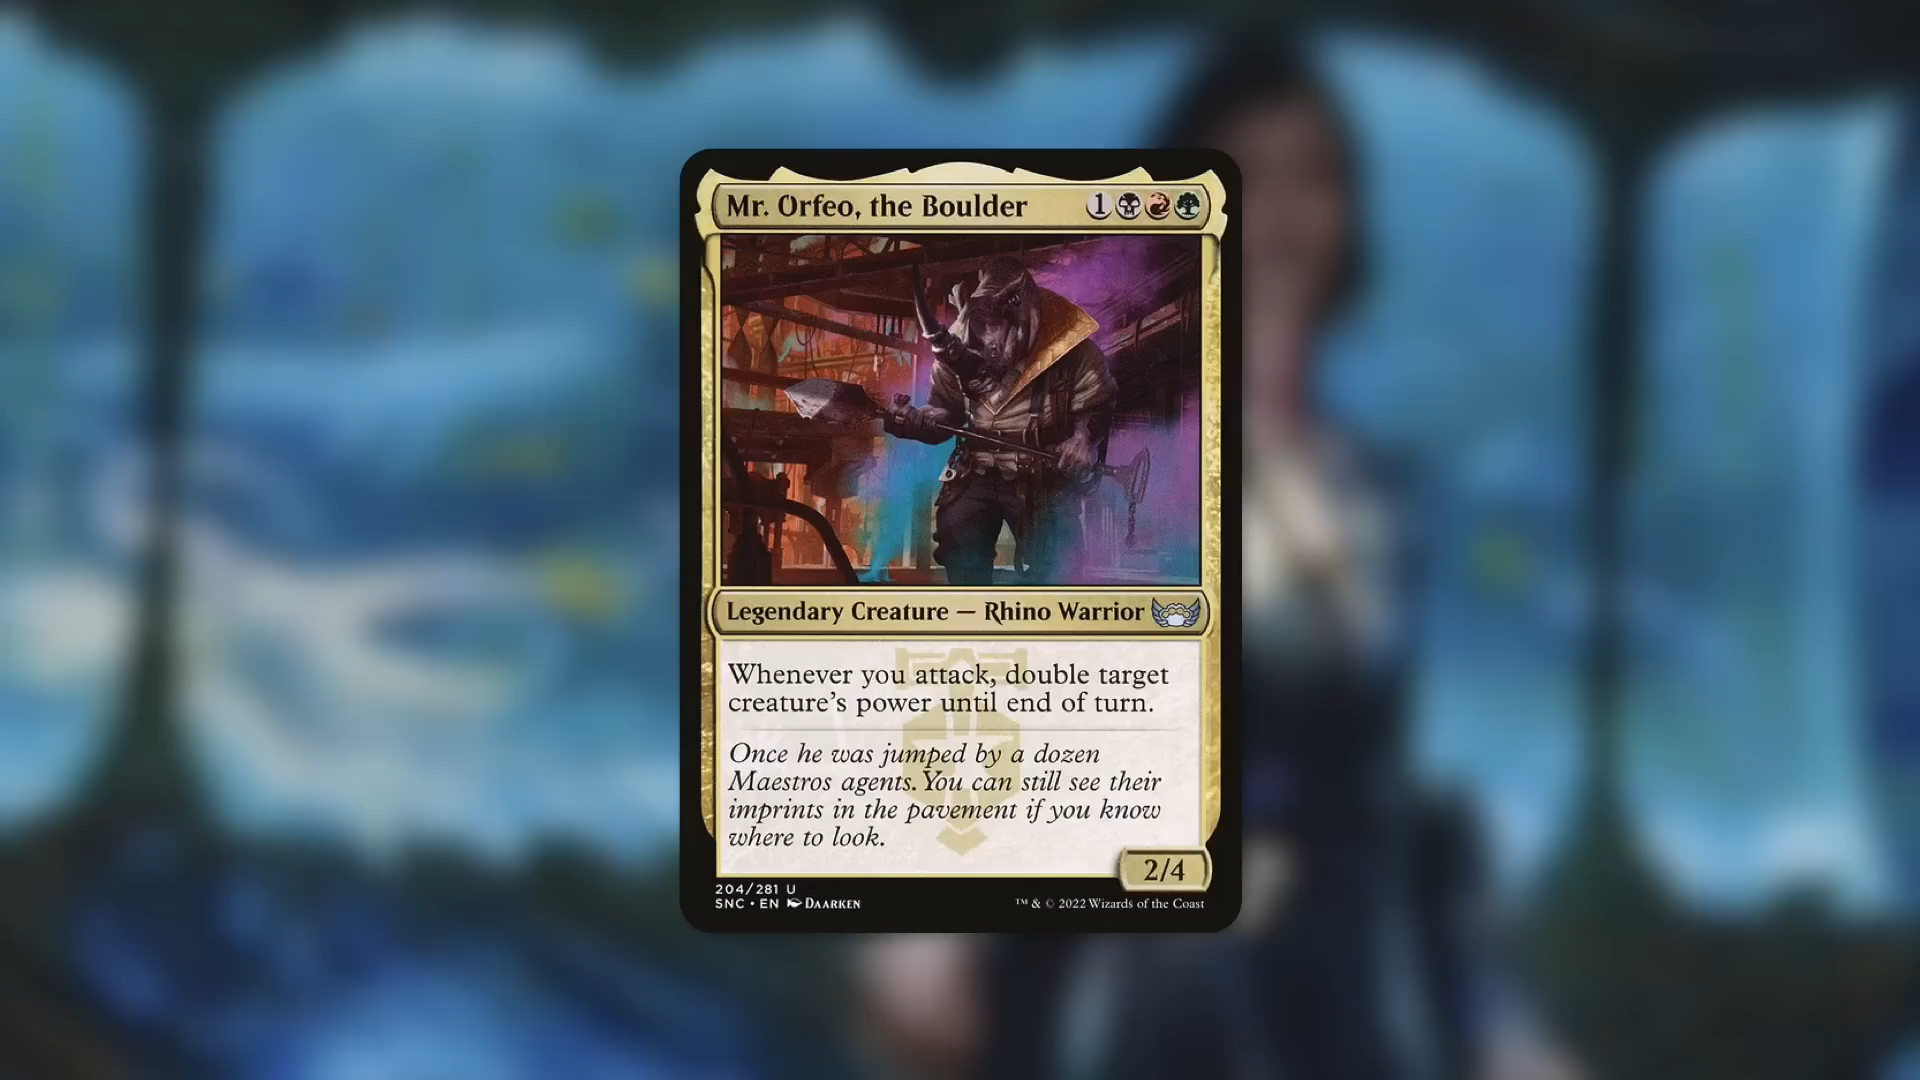 Mr. Orfeo, the Boulder 1
Legendary Creature — Rhino Warrior
Whenever you attack, double target
creature's power until end of turn.
Once he was jumped by a dozen
Maestros agents. You can still see their
imprints in the pavement if you know
where to look.
2/4
204/281 U
SNC • EN DAARKEN
™ & © 2022 Wizards of the Coast